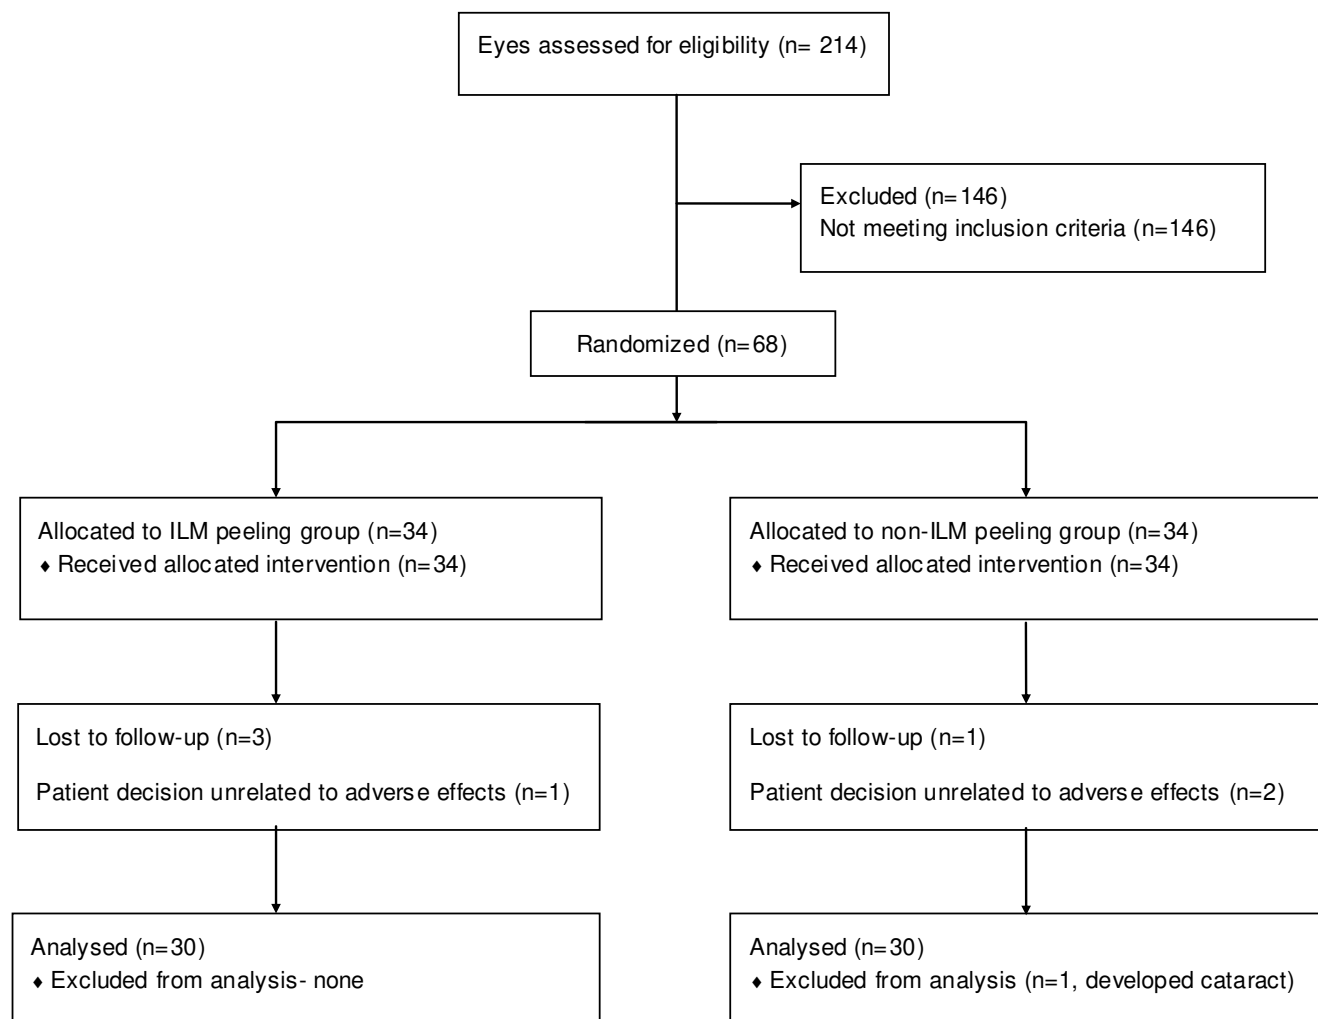 Eyes assessed for eligibility (n= 214)
Excluded (n=146)
Not meeting inclusion criteria (n=146)
Randomized (n=68)
Allocated to ILM peeling group (n=34)
♦ Received allocated intervention (n=34)
Allocated to non-ILM peeling group (n=34)
♦ Received allocated intervention (n=34)
Lost to follow-up (n=3)
Patient decision unrelated to adverse effects (n=1)
Lost to follow-up (n=1)
Patient decision unrelated to adverse effects (n=2)
Analysed (n=30)
♦ Excluded from analysis- none
Analysed (n=30)
♦ Excluded from analysis (n=1, developed cataract)